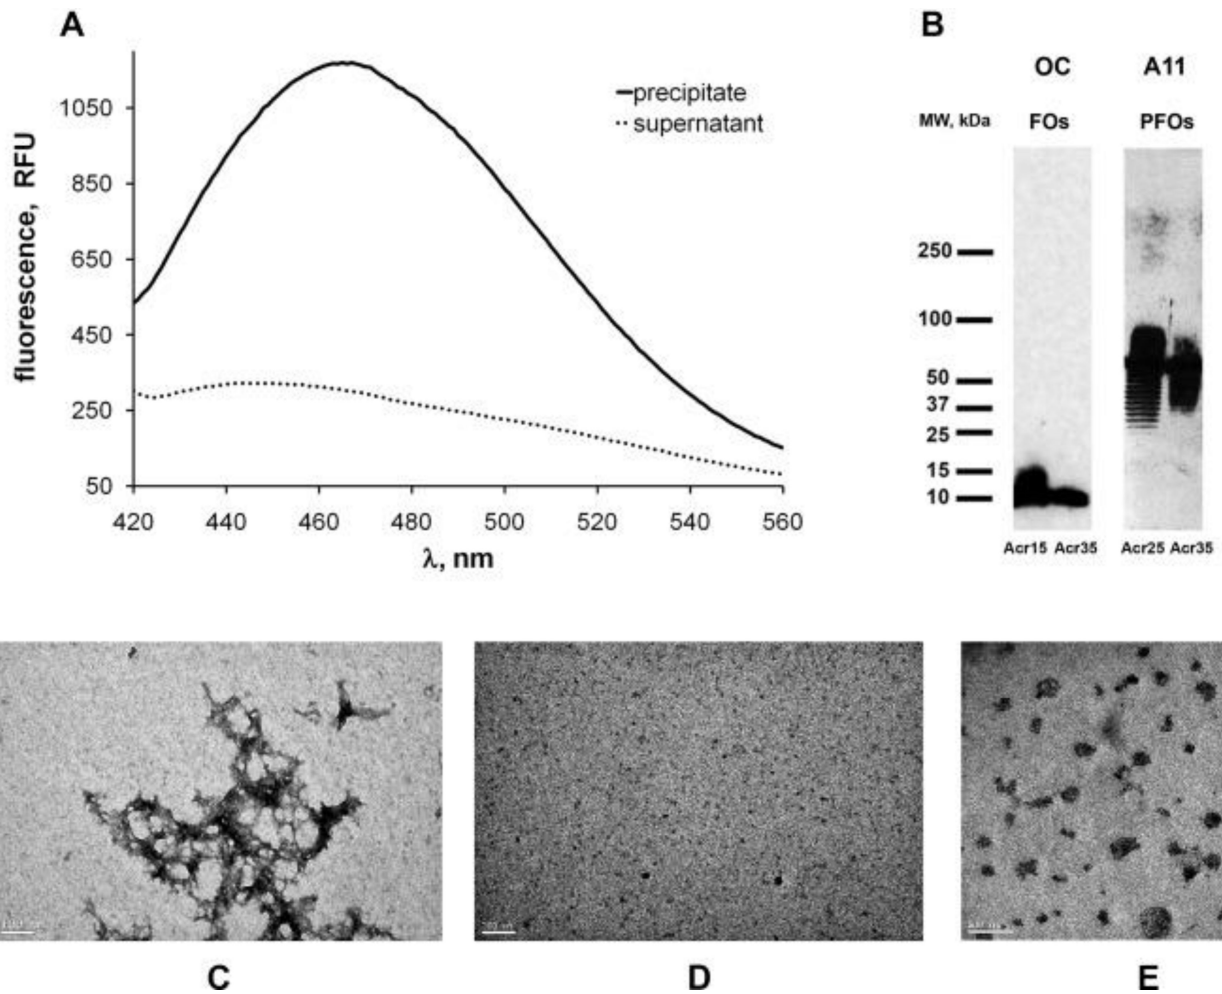 A
precipitate
supernatant
fluorescence, RFU
1050
850
650
450
250
50
420 440 460 480 500 520 540 560
λ, nm
B
OC A11
MW, kDa FOs PFOs
250
100
50
37
25
15
10
Acr15 Acr35 Acr25 Acr35
C D E